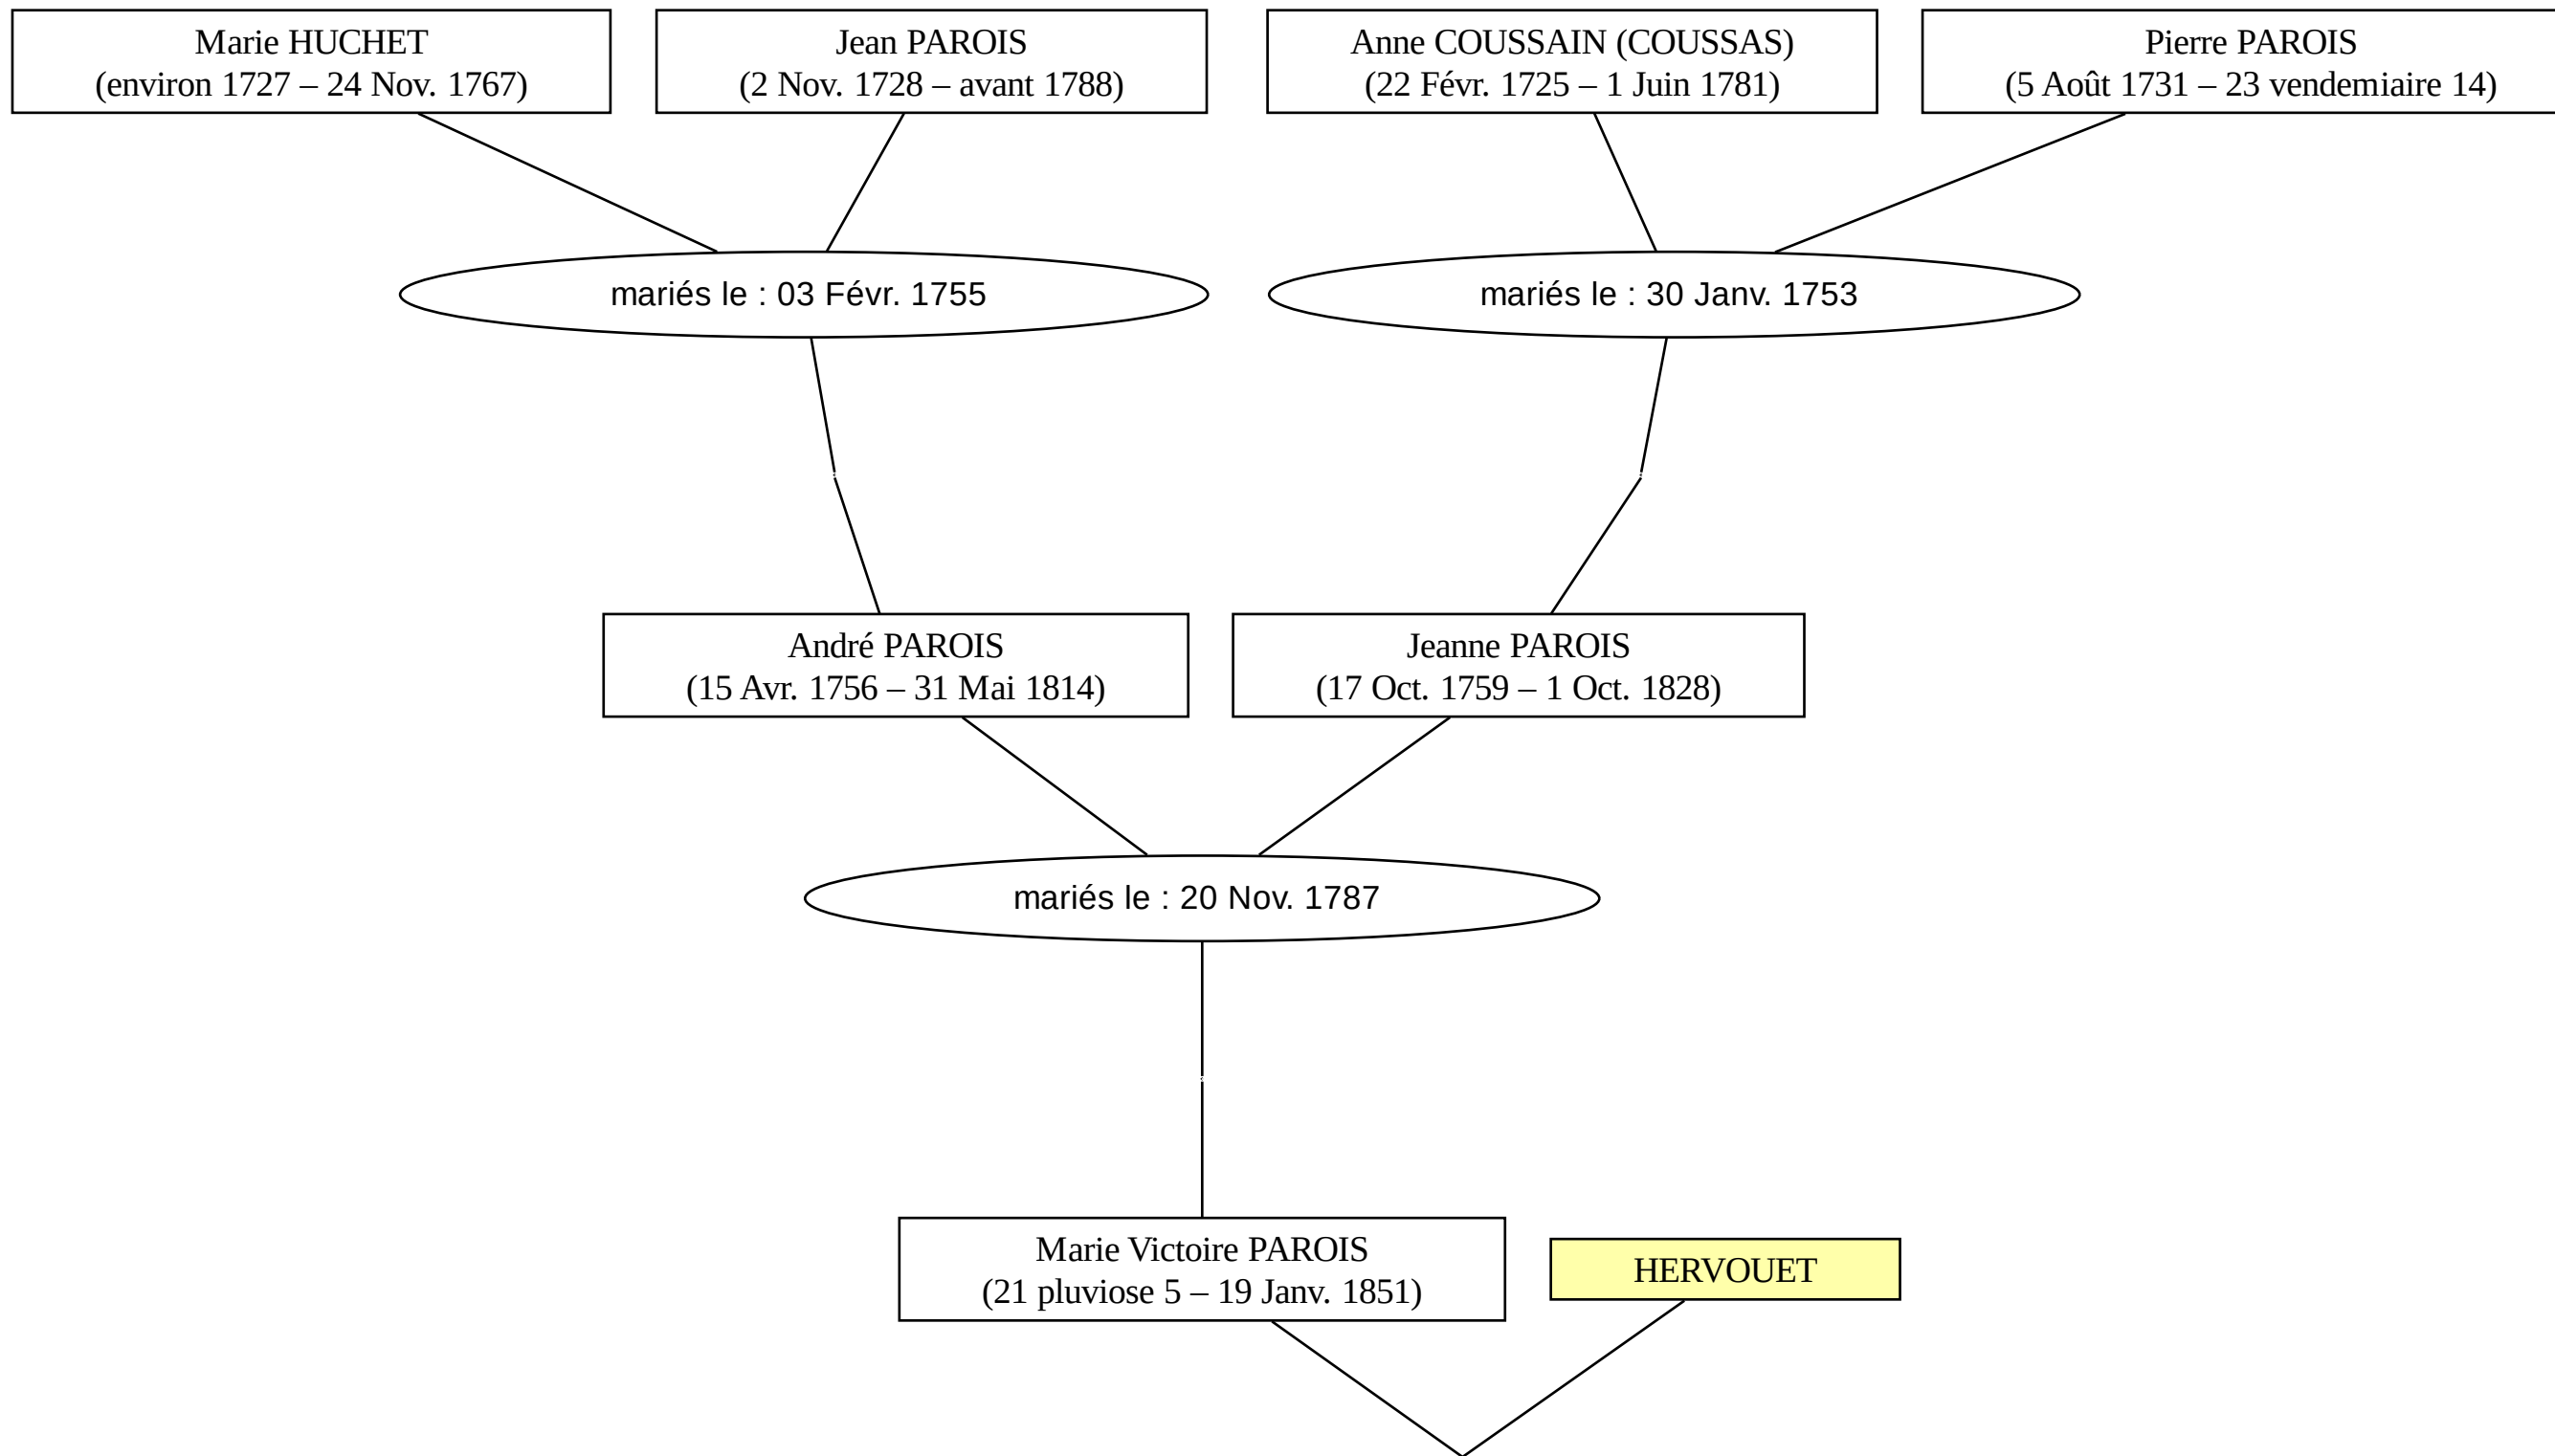 Marie HUCHET
(environ 1727 – 24 Nov. 1767)
Jean PAROIS
(2 Nov. 1728 – avant 1788)
Anne COUSSAIN (COUSSAS)
(22 Févr. 1725 – 1 Juin 1781)
Pierre PAROIS
(5 Août 1731 – 23 vendemiaire 14)
mariés le : 03 Févr. 1755
mariés le : 30 Janv. 1753
André PAROIS
(15 Avr. 1756 – 31 Mai 1814)
Jeanne PAROIS
(17 Oct. 1759 – 1 Oct. 1828)
mariés le : 20 Nov. 1787
Marie Victoire PAROIS
(21 pluviose 5 – 19 Janv. 1851)
HERVOUET